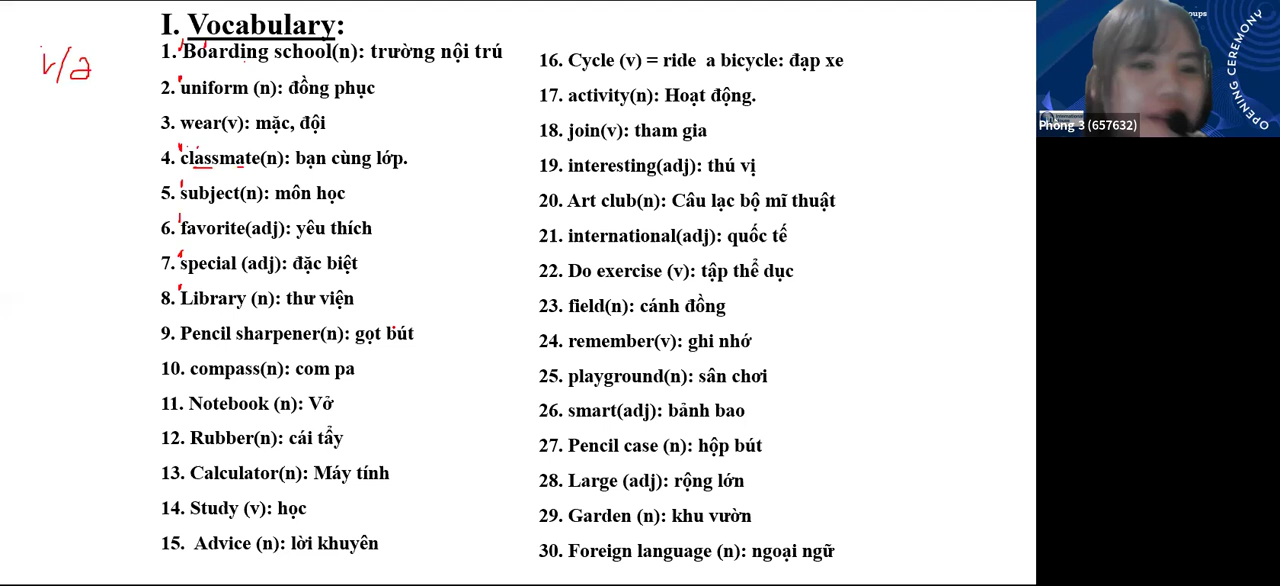 I. Vocabulary:
1. Boarding school(n): trường nội trú
2. uniform (n): đồng phục
3. wear(v): mặc, đội
4. classmate(n): bạn cùng lớp.
5. subject(n): môn học
6. favorite(adj): yêu thích
7. special (adj): đặc biệt
8. Library (n): thư viện
9. Pencil sharpener(n): gọt bút
10. compass(n): com pa
11. Notebook (n): Vở
12. Rubber(n): cái tẩy
13. Calculator(n): Máy tính
14. Study (v): học
15. Advice (n): lời khuyên
16. Cycle (v) = ride a bicycle: đạp xe
17. activity(n): Hoạt động.
18. join(v): tham gia
19. interesting(adj): thú vị
20. Art club(n): Câu lạc bộ mĩ thuật
21. international(adj): quốc tế
22. Do exercise (v): tập thể dục
23. field(n): cánh đồng
24. remember(v): ghi nhớ
25. playground(n): sân chơi
26. smart(adj): bảnh bao
27. Pencil case (n): hộp bút
28. Large (adj): rộng lớn
29. Garden (n): khu vườn
30. Foreign language (n): ngoại ngữ
OPENING CEREMONY
Phòng 3 (657632)